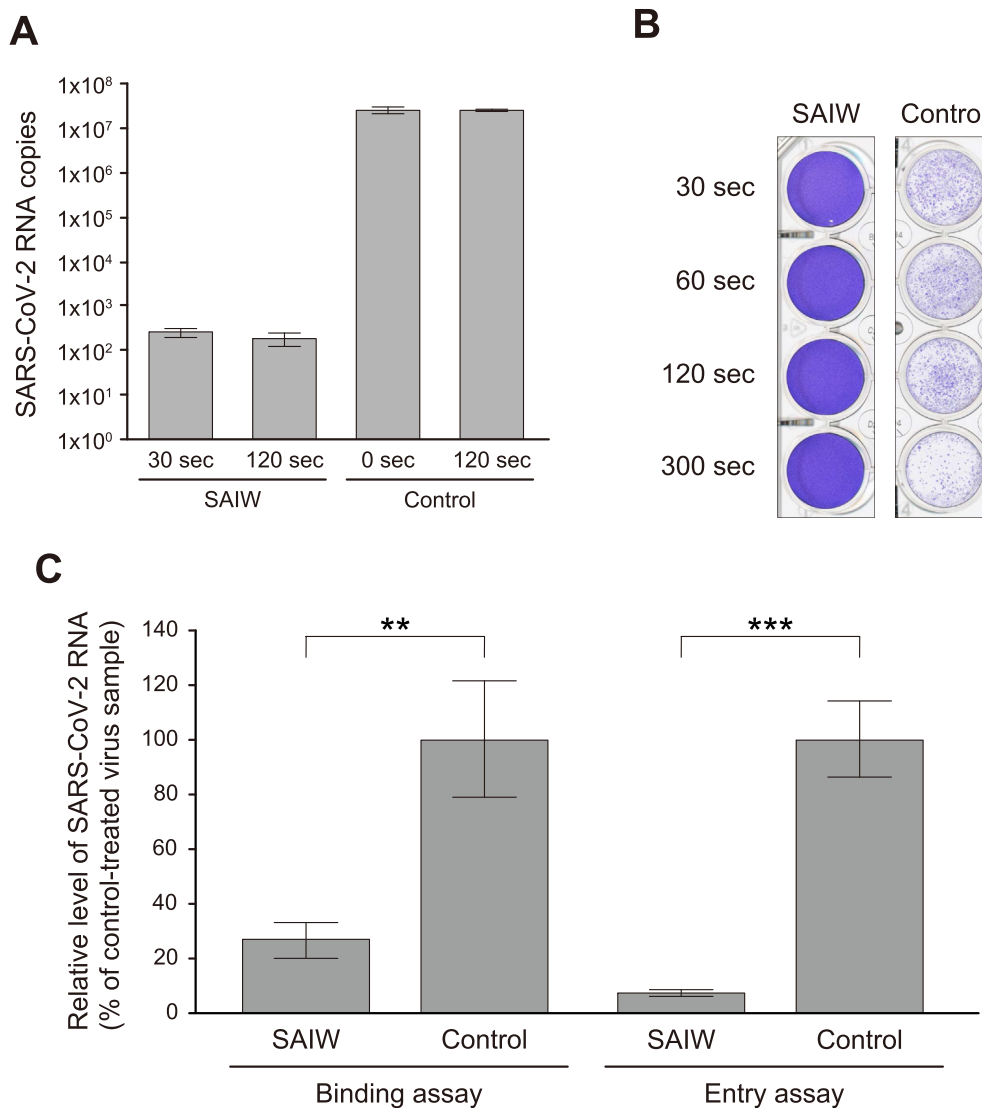 A
SARS-CoV-2 RNA copies
1x10⁸
1x10⁷
1x10⁶
1x10⁵
1x10⁴
1x10³
1x10²
1x10¹
1x10⁰
30 sec 120 sec 0 sec 120 sec
SAIW Control
B
SAIW Contro
30 sec
60 sec
120 sec
300 sec
C
Relative level of SARS-CoV-2 RNA
(% of control-treated virus sample)
140
120
100
80
60
40
20
0
** ***
SAIW Control SAIW Control
Binding assay Entry assay